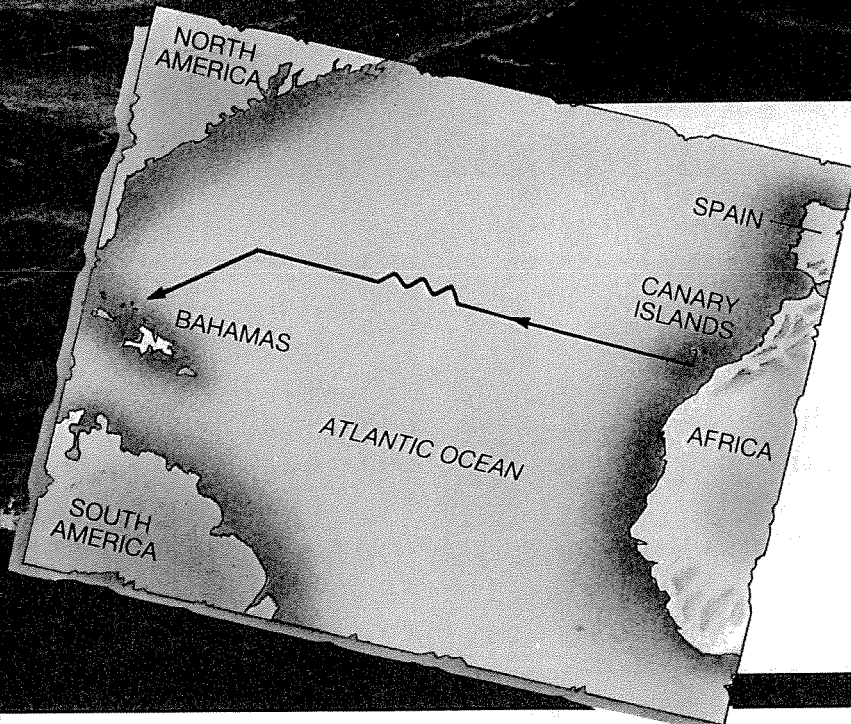 NORTH
AMERICA
SPAIN
CANARY
ISLANDS
BAHAMAS
ATLANTIC OCEAN
AFRICA
SOUTH
AMERICA